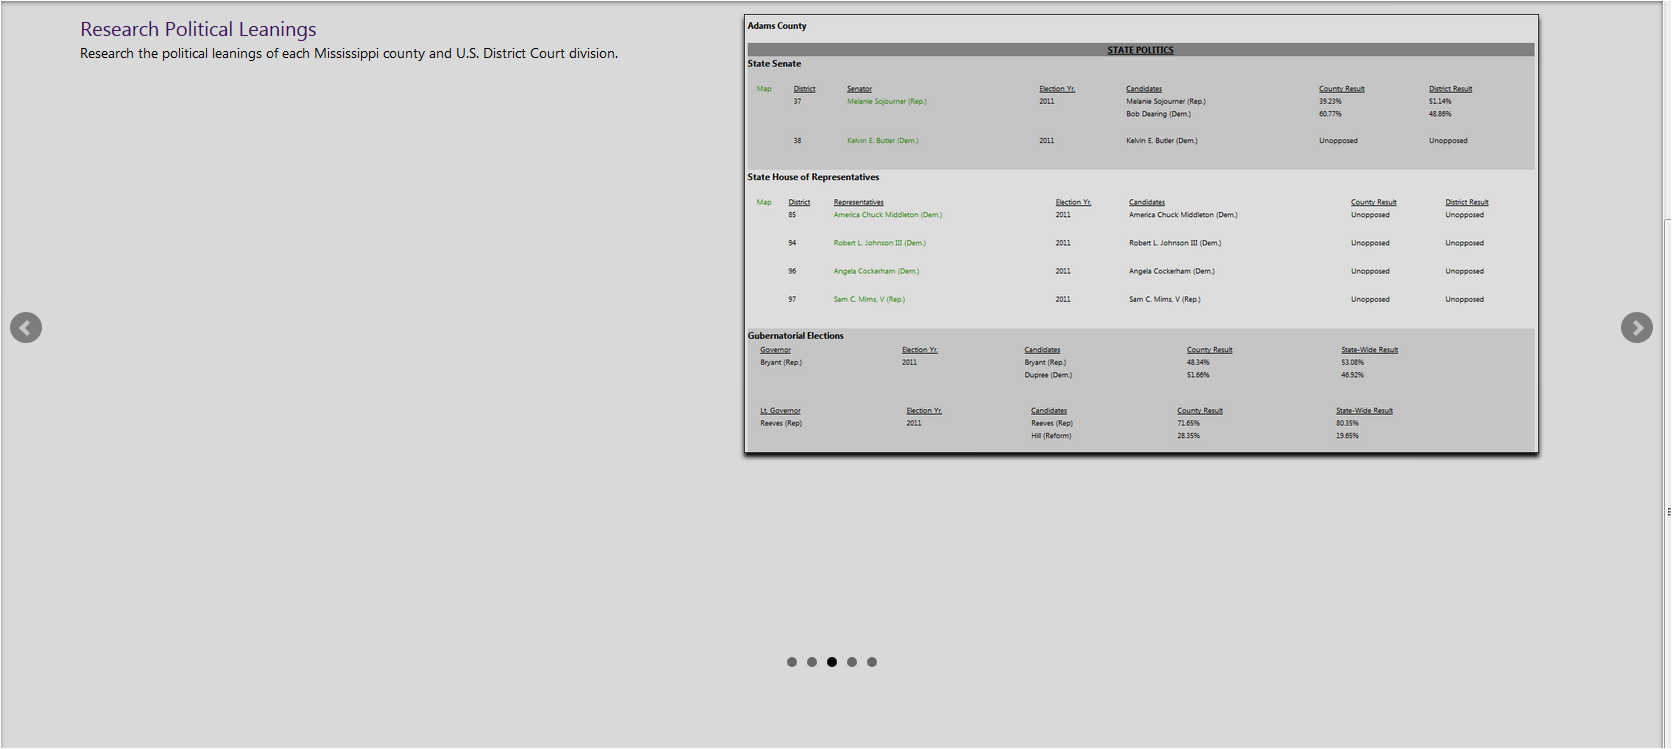 Research Political Leanings
Research the political leanings of each Mississippi county and U.S. District Court division.
Adams County
STATE POLITICS
State Senate
Map District Senator Election Yr. Candidates County Result District Result
37 Melanie Sojourner (Rep.) 2011 Melanie Sojourner (Rep.) 39.23% 51.14%
Bob Dearing (Dem.) 60.77% 48.86%
38 Kelvin E. Butler (Dem.) 2011 Kelvin E. Butler (Dem.) Unopposed Unopposed
State House of Representatives
Map District Representatives Election Yr. Candidates County Result District Result
85 America Chuck Middleton (Dem.) 2011 America Chuck Middleton (Dem.) Unopposed Unopposed
94 Robert L. Johnson III (Dem.) 2011 Robert L. Johnson III (Dem.) Unopposed Unopposed
96 Angela Cockerham (Dem.) 2011 Angela Cockerham (Dem.) Unopposed Unopposed
97 Sam C. Mims, V (Rep.) 2011 Sam C. Mims, V (Rep.) Unopposed Unopposed
Gubernatorial Elections
Governor Election Yr. Candidates County Result State-Wide Result
Bryant (Rep.) 2011 Bryant (Rep.) 48.34% 53.08%
Dupree (Dem.) 51.66% 46.92%
Lt. Governor Election Yr. Candidates County Result State-Wide Result
Reeves (Rep) 2011 Reeves (Rep) 71.65% 80.35%
Hill (Reform) 28.35% 19.65%